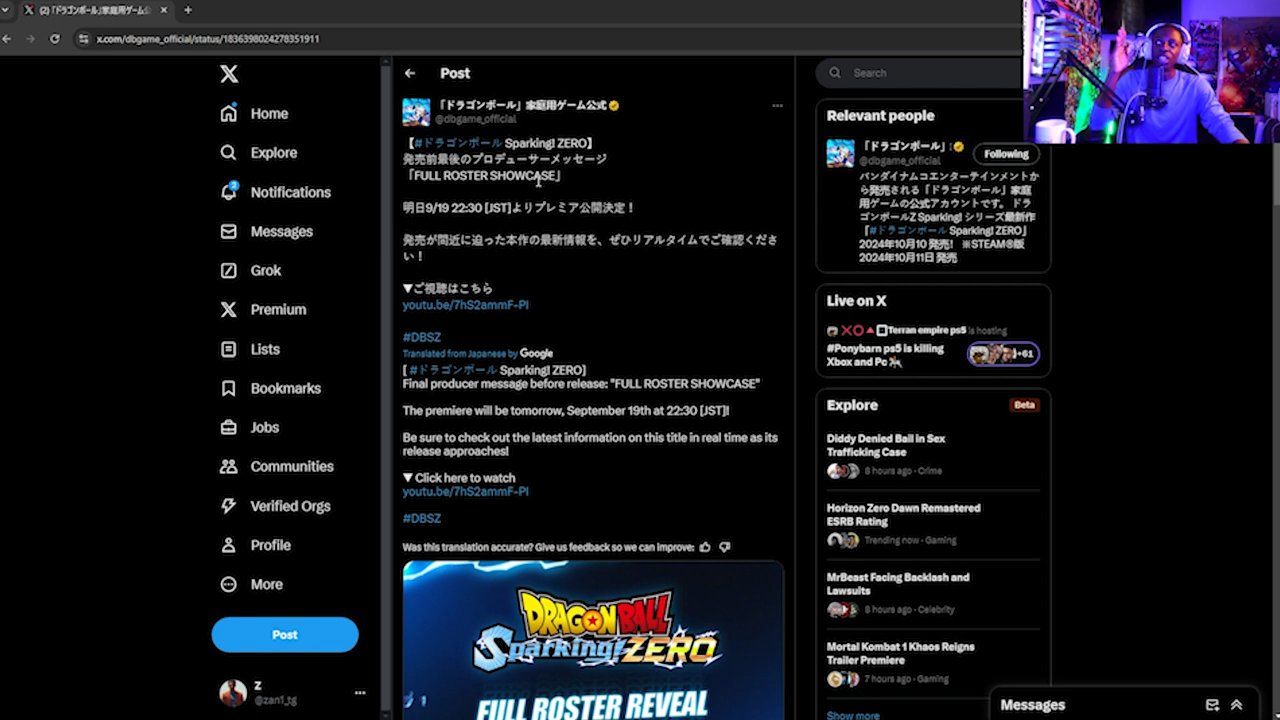 (2) 「ドラゴンボール」家庭用ゲーム公
x.com/dbgame_official/status/1836398024278351911
Home
Explore
Notifications
2
Messages
Grok
Premium
Lists
Bookmarks
Jobs
Communities
Verified Orgs
Profile
More
Post
Z
@zan1_tg
Post
「ドラゴンボール」家庭用ゲーム公式
@dbgame_official
【#ドラゴンボール Sparking! ZERO】
発売前最後のプロデューサーメッセージ
「FULL ROSTER SHOWCASE」
明日9/19 22:30 [JST]よりプレミア公開決定！
発売が間近に迫った本作の最新情報を、ぜひリアルタイムでご確認くださ
い！
▼ご視聴はこちら
youtu.be/7hS2ammF-PI
#DBSZ
Translated from Japanese by Google
[ #ドラゴンボール Sparking! ZERO]
Final producer message before release: "FULL ROSTER SHOWCASE"
The premiere will be tomorrow, September 19th at 22:30 [JST]!
Be sure to check out the latest information on this title in real time as its
release approaches!
▼ Click here to watch
youtu.be/7hS2ammF-PI
#DBSZ
Was this translation accurate? Give us feedback so we can improve:
DRAGON BALL
Sparking! ZERO
FULL ROSTER REVEAL
Search
Relevant people
「ドラゴンボール」
@dbgame_official
Following
バンダイナムコエンターテインメントか
ら発売される「ドラゴンボール」家庭
用ゲームの公式アカウントです。 ドラ
ゴンボールZ Sparking! シリーズ最新作
「#ドラゴンボール Sparking! ZERO」
2024年10月10 発売！ ※STEAM®版
2024年10月11日 発売
Live on X
Terran empire ps5 is hosting
#Ponybarn ps5 is killing
Xbox and Pc
+61
Explore
Beta
Diddy Denied Bail in Sex
Trafficking Case
8 hours ago · Crime
Horizon Zero Dawn Remastered
ESRB Rating
Trending now · Gaming
MrBeast Facing Backlash and
Lawsuits
8 hours ago · Celebrity
Mortal Kombat 1 Khaos Reigns
Trailer Premiere
7 hours ago · Gaming
Show more
Messages